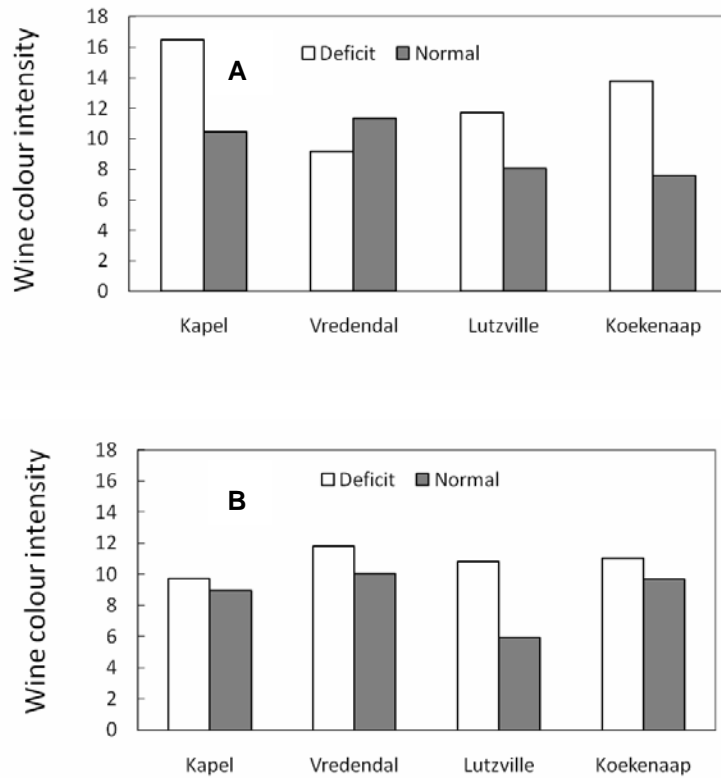 Wine colour intensity
18
16
14
12
10
8
6
4
2
0
A
Deficit Normal
Kapel Vredendal Lutzville Koekenaap
Wine colour intensity
18
16
14
12
10
8
6
4
2
0
B
Deficit Normal
Kapel Vredendal Lutzville Koekenaap